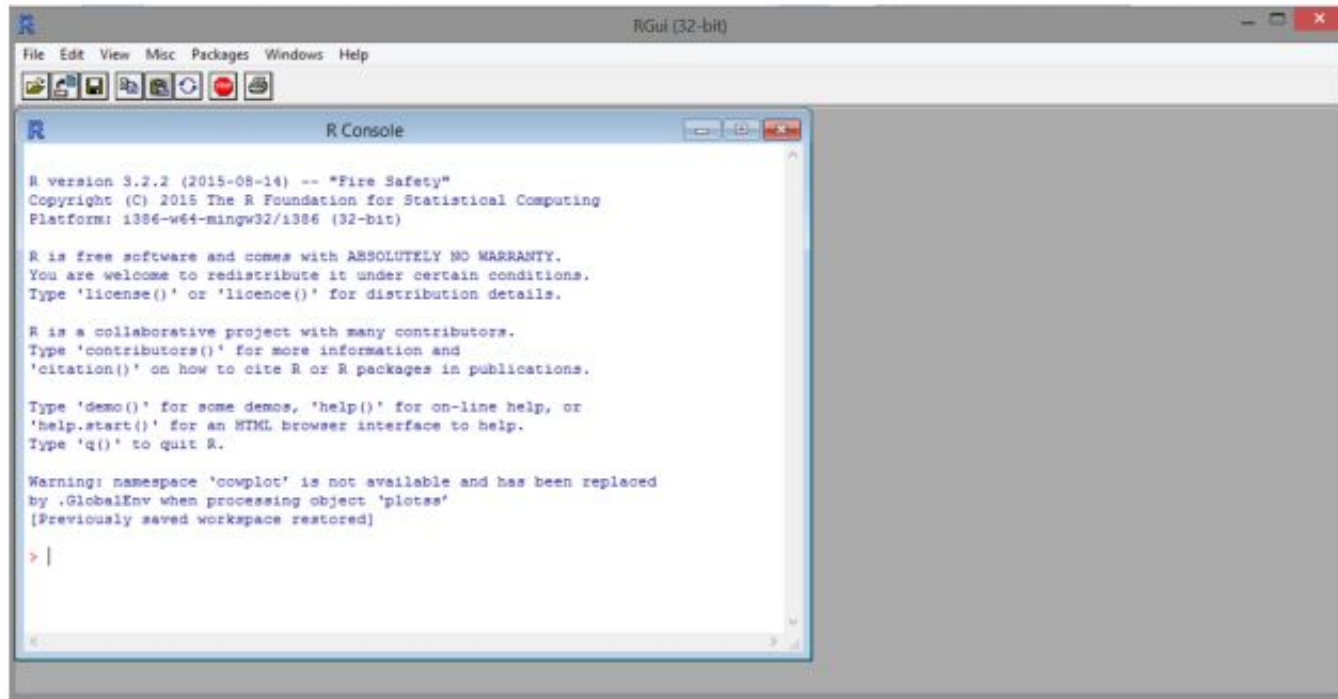 RGui (32-bit)
File Edit View Misc Packages Windows Help
R Console
R version 3.2.2 (2015-08-14) -- "Fire Safety"
Copyright (C) 2015 The R Foundation for Statistical Computing
Platform: i386-w64-mingw32/i386 (32-bit)
R is free software and comes with ABSOLUTELY NO WARRANTY.
You are welcome to redistribute it under certain conditions.
Type 'license()' or 'licence()' for distribution details.
R is a collaborative project with many contributors.
Type 'contributors()' for more information and
'citation()' on how to cite R or R packages in publications.
Type 'demo()' for some demos, 'help()' for on-line help, or
'help.start()' for an HTML browser interface to help.
Type 'q()' to quit R.
Warning: namespace 'cowplot' is not available and has been replaced
by .GlobalEnv when processing object 'plotss'
[Previously saved workspace restored]
>